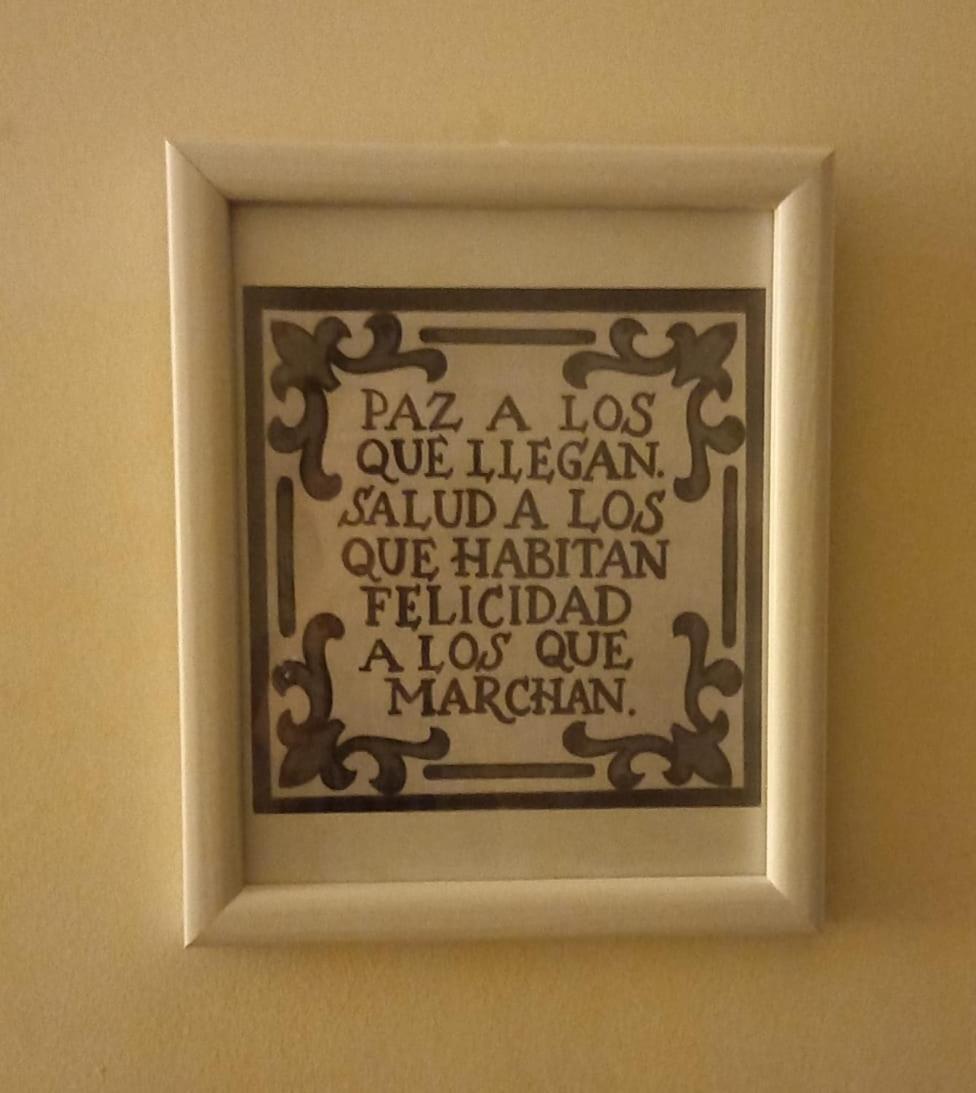 PAZ A LOS
QUE LLEGAN.
SALUD A LOS
QUE HABITAN
FELICIDAD
A LOS QUE
MARCHAN.